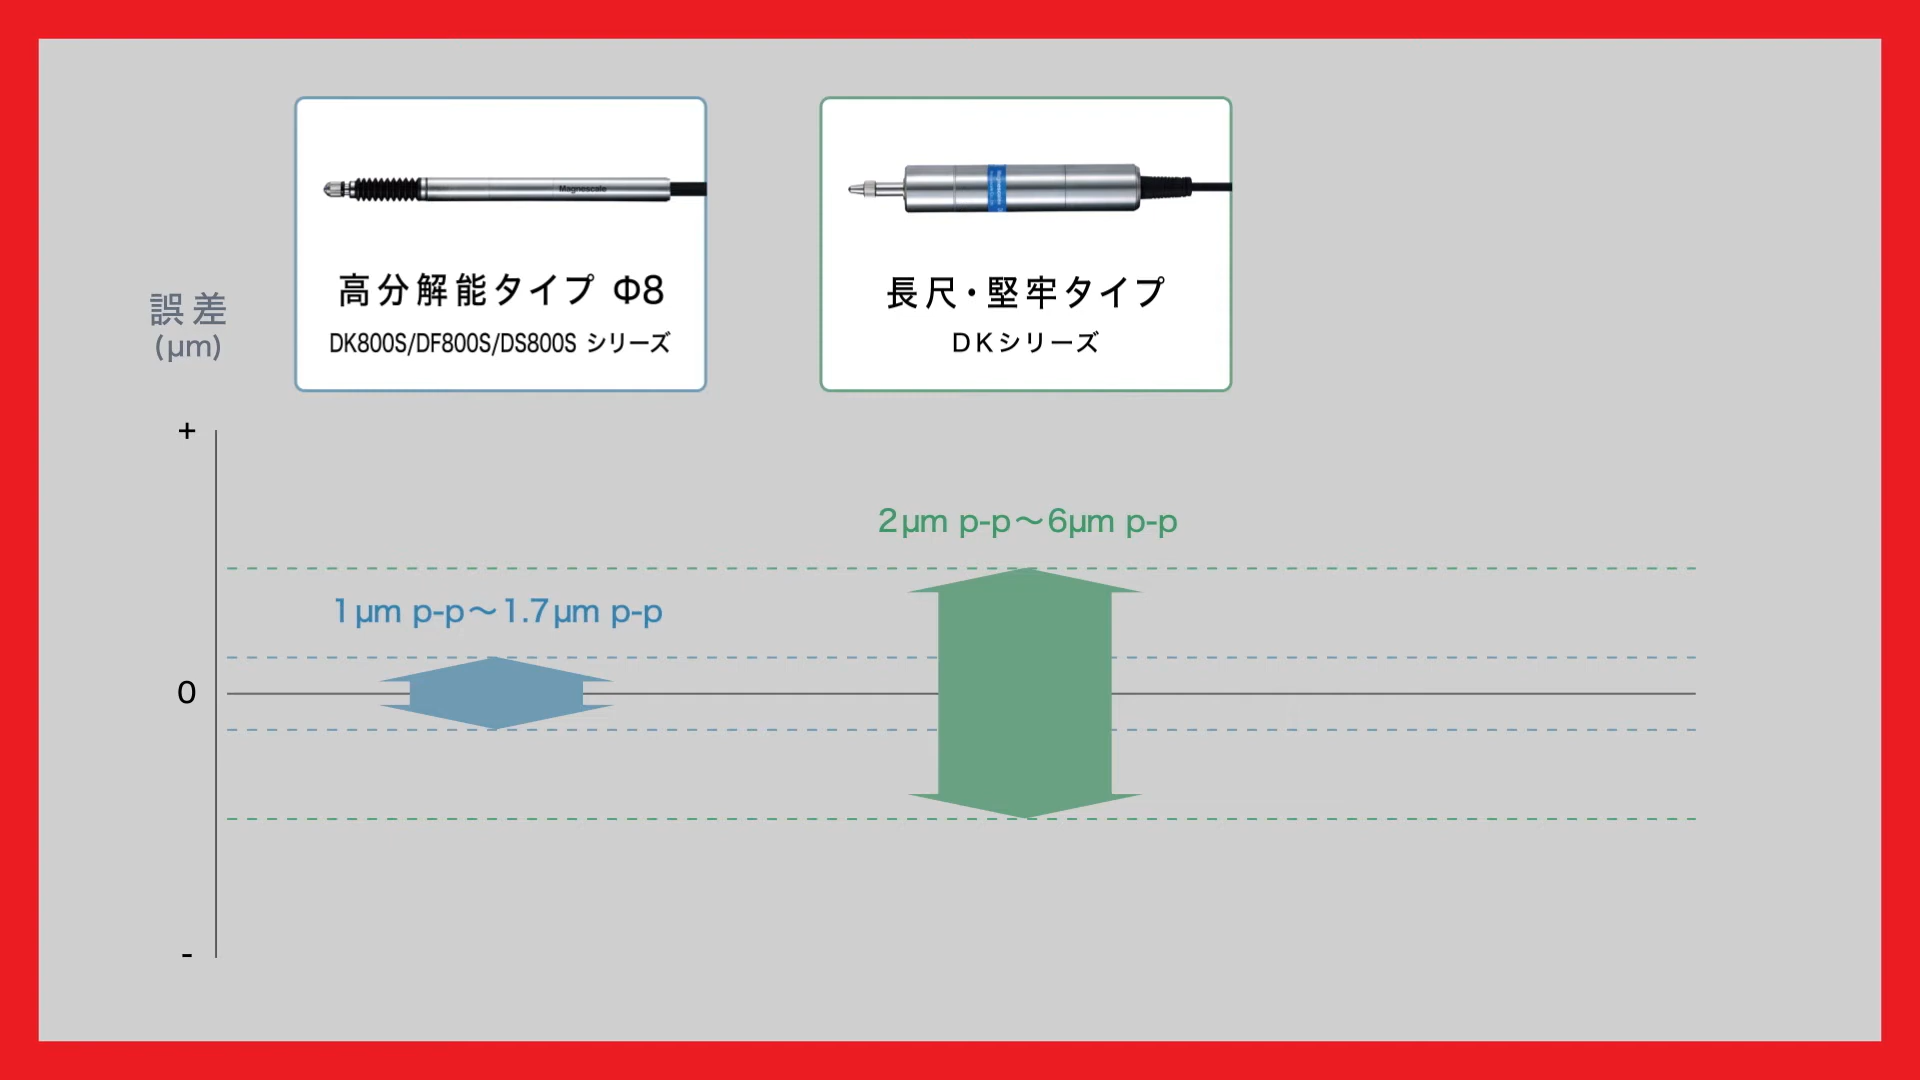 Magnescale
高分解能タイプ Φ8
DK800S/DF800S/DS800S シリーズ
長尺・堅牢タイプ
DKシリーズ
誤差
(μm)
+
2μm p-p～6μm p-p
1μm p-p～1.7μm p-p
0
-